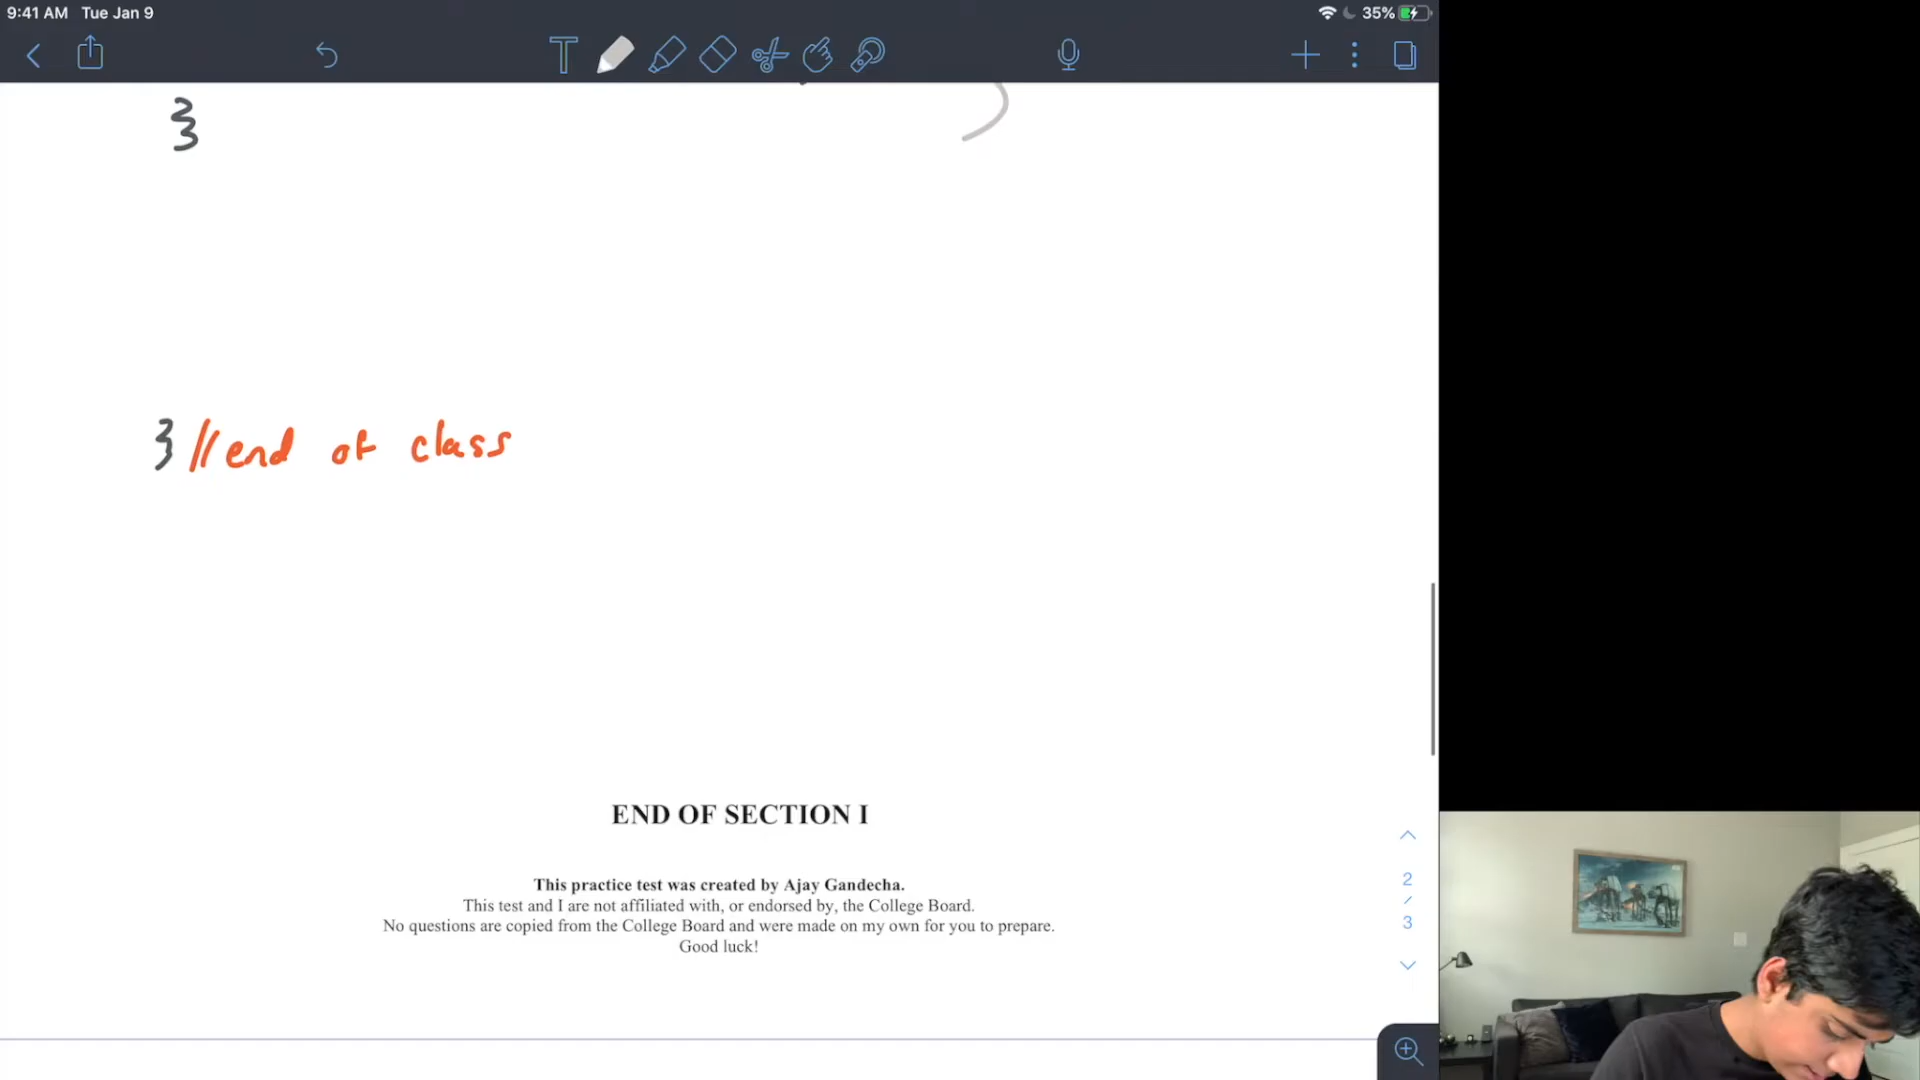 9:41 AM Tue Jan 9 35%
T
}
} //end of class
END OF SECTION I
This practice test was created by Ajay Gandecha.
This test and I are not affiliated with, or endorsed by, the College Board.
No questions are copied from the College Board and were made on my own for you to prepare.
Good luck!
2
/
3